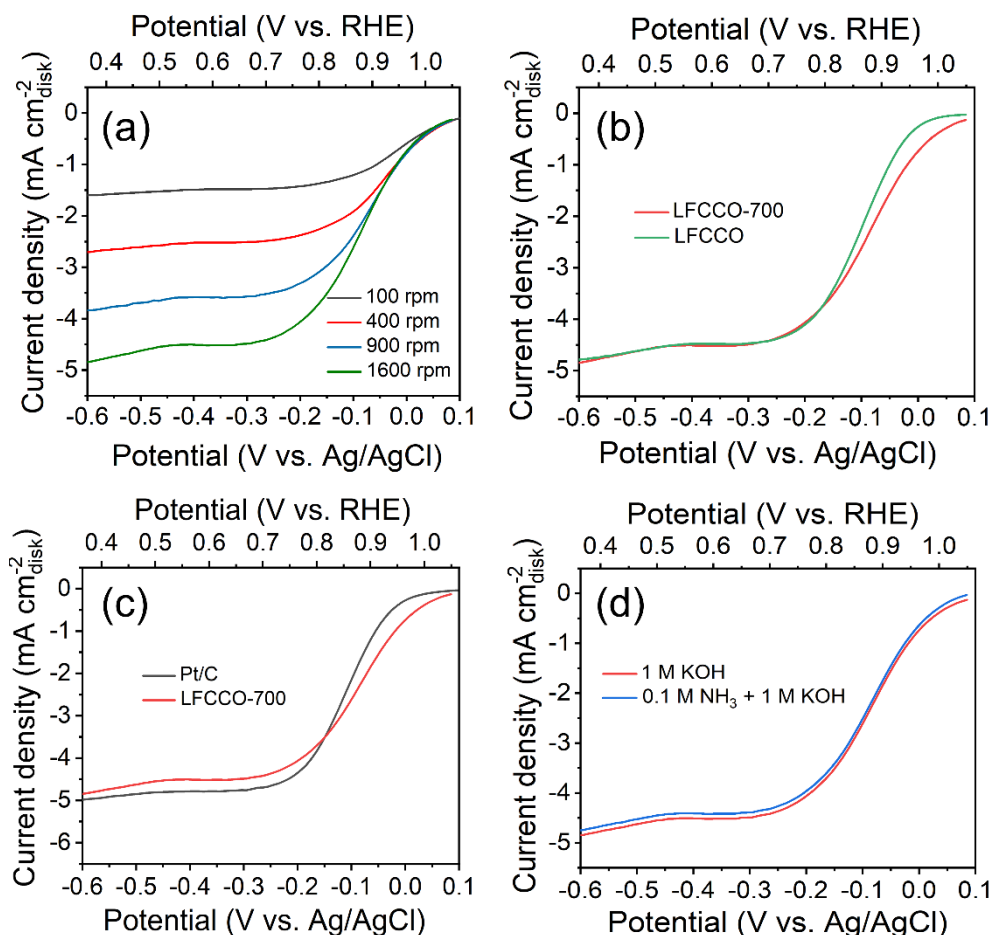 Potential (V vs. RHE)
0.4 0.5 0.6 0.7 0.8 0.9 1.0
(a)
Current density (mA cm⁻²disk)
0
-1
-2
-3
-4
-5
100 rpm
400 rpm
900 rpm
1600 rpm
-0.6 -0.5 -0.4 -0.3 -0.2 -0.1 0.0 0.1
Potential (V vs. Ag/AgCl)
Potential (V vs. RHE)
0.4 0.5 0.6 0.7 0.8 0.9 1.0
(b)
Current density (mA cm⁻²disk)
0
-1
-2
-3
-4
-5
LFCCO-700
LFCCO
-0.6 -0.5 -0.4 -0.3 -0.2 -0.1 0.0 0.1
Potential (V vs. Ag/AgCl)
Potential (V vs. RHE)
0.4 0.5 0.6 0.7 0.8 0.9 1.0
(c)
Current density (mA cm⁻²disk)
0
-1
-2
-3
-4
-5
-6
Pt/C
LFCCO-700
-0.6 -0.5 -0.4 -0.3 -0.2 -0.1 0.0 0.1
Potential (V vs. Ag/AgCl)
Potential (V vs. RHE)
0.4 0.5 0.6 0.7 0.8 0.9 1.0
(d)
Current density (mA cm⁻²disk)
0
-1
-2
-3
-4
-5
1 M KOH
0.1 M NH₃ + 1 M KOH
-0.6 -0.5 -0.4 -0.3 -0.2 -0.1 0.0 0.1
Potential (V vs. Ag/AgCl)